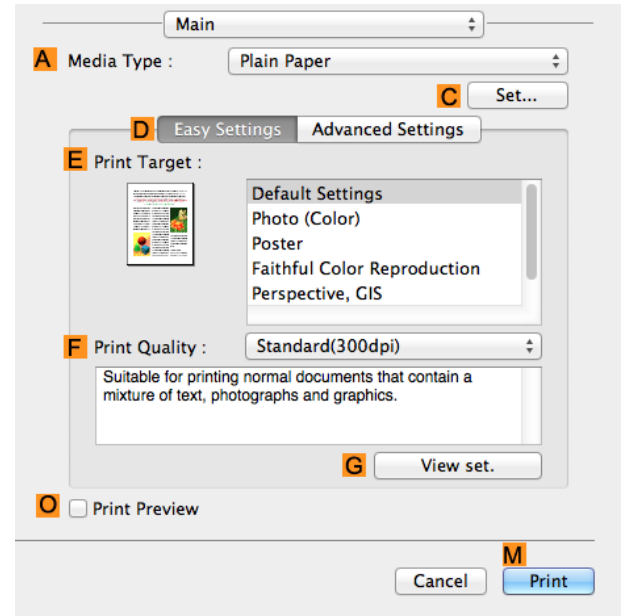 Main
A Media Type : Plain Paper
C Set...
D Easy Settings Advanced Settings
E Print Target :
Default Settings
Photo (Color)
Poster
Faithful Color Reproduction
Perspective, GIS
F Print Quality : Standard(300dpi)
Suitable for printing normal documents that contain a
mixture of text, photographs and graphics.
G View set.
O Print Preview
M
Cancel Print